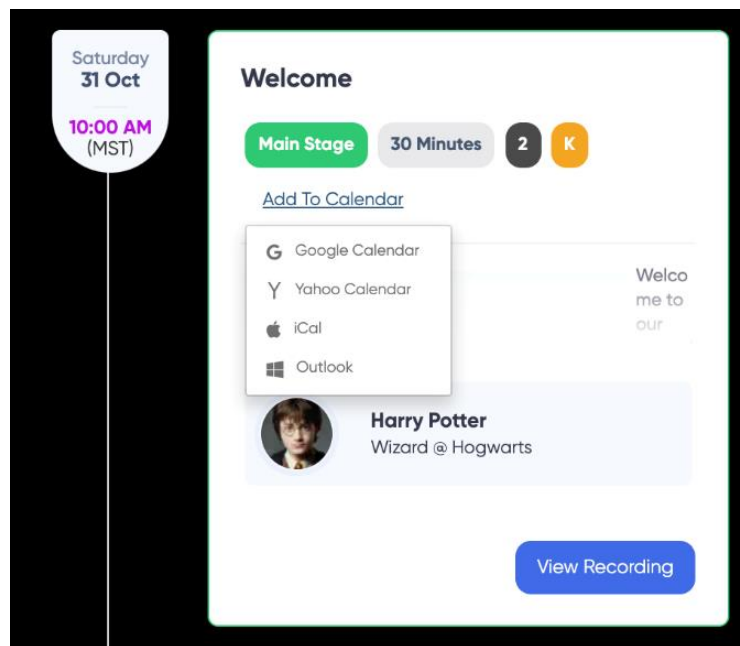 Saturday
31 Oct
10:00 AM
(MST)
Welcome
Main Stage
30 Minutes
2
K
Add To Calendar
Google Calendar
Yahoo Calendar
iCal
Outlook
Welco
me to
our
Harry Potter
Wizard @ Hogwarts
View Recording